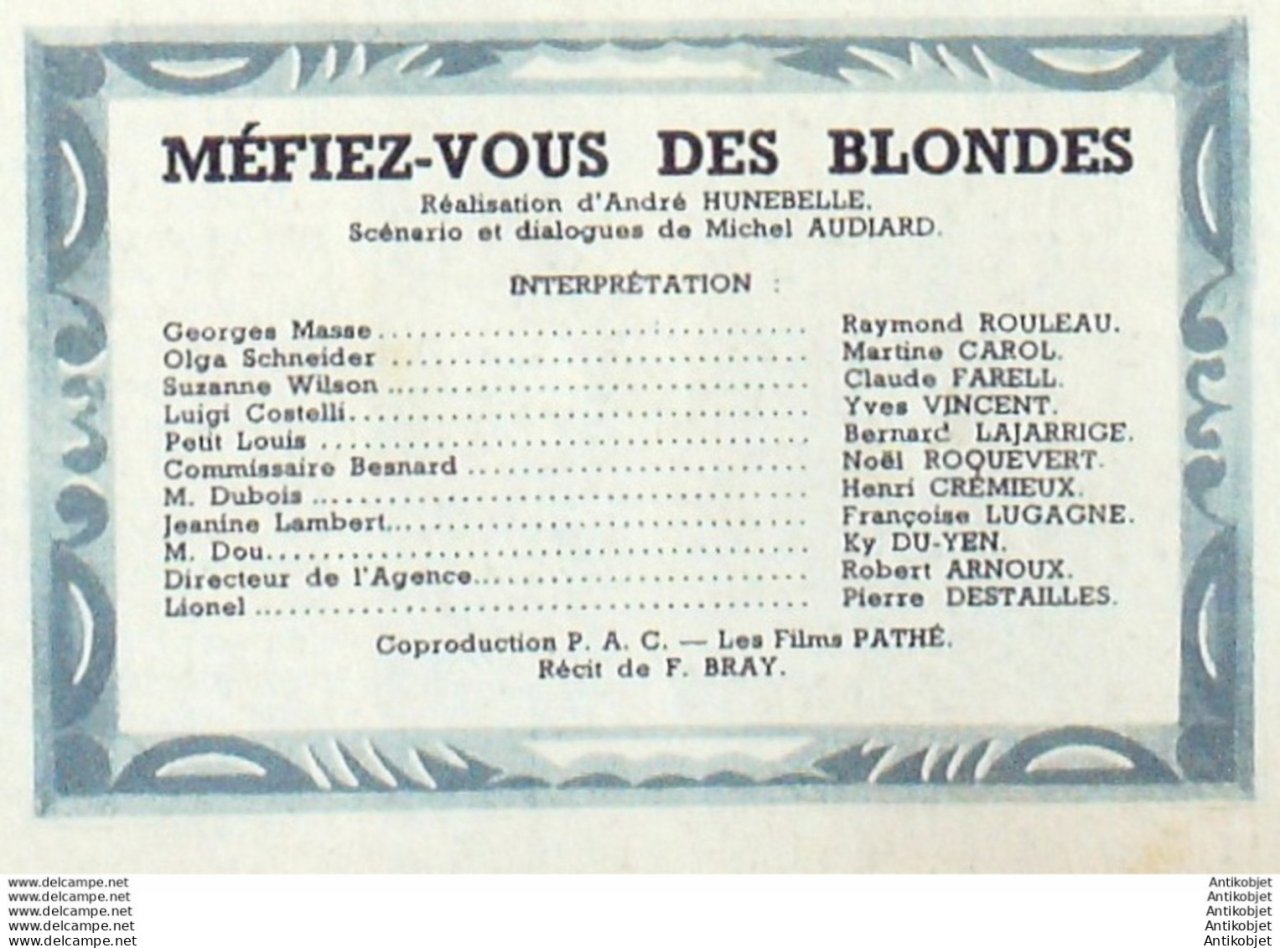 MÉFIEZ-VOUS DES BLONDES
Réalisation d'André HUNEBELLE.
Scénario et dialogues de Michel AUDIARD.
INTERPRÉTATION :
Georges Masse........................................ Raymond ROULEAU.
Olga Schneider ...................................... Martine CAROL.
Suzanne Wilson ...................................... Claude FARELL.
Luigi Costelli....................................... Yves VINCENT.
Petit Louis ......................................... Bernard LAJARRIGE.
Commissaire Besnard ................................. Noël ROQUEVERT.
M. Dubois ........................................... Henri CRÉMIEUX.
Jeanine Lambert...................................... Françoise LUGAGNE.
M. Dou............................................... Ky DU-YEN.
Directeur de l'Agence................................ Robert ARNOUX.
Lionel .............................................. Pierre DESTAILLES.
Coproduction P. A. C. — Les Films PATHÉ.
Récit de F. BRAY.
www.delcampe.net Antikobjet
www.delcampe.net Antikobjet
www.delcampe.net Antikobjet
www.delcampe.net Antikobjet
www.delcampe.net Antikobjet